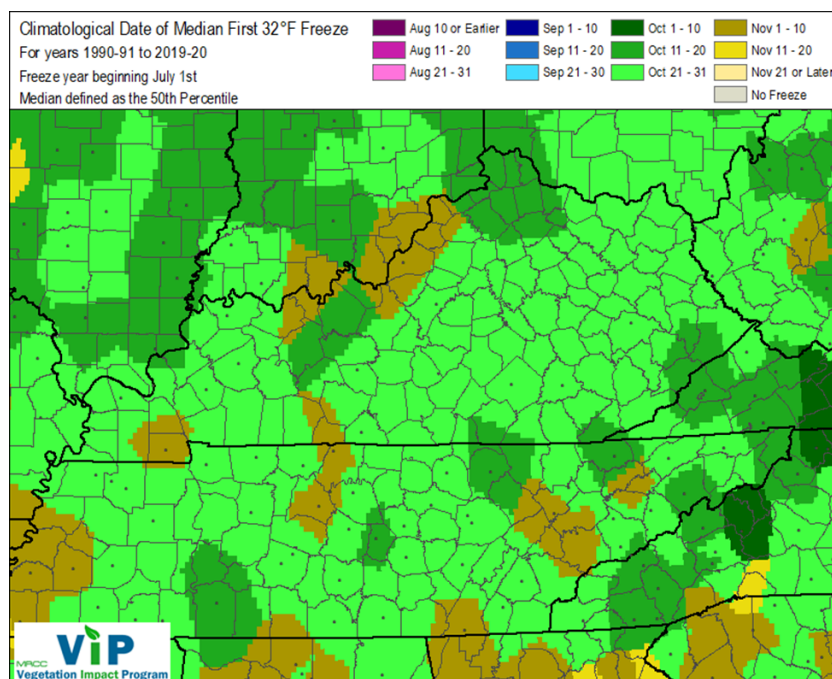 Climatological Date of Median First 32°F Freeze
For years 1990-91 to 2019-20
Freeze year beginning July 1st
Median defined as the 50th Percentile
Aug 10 or Earlier
Aug 11 - 20
Aug 21 - 31
Sep 1 - 10
Sep 11 - 20
Sep 21 - 30
Oct 1 - 10
Oct 11 - 20
Oct 21 - 31
Nov 1 - 10
Nov 11 - 20
Nov 21 or Later
No Freeze
MRCC
ViP
Vegetation Impact Program